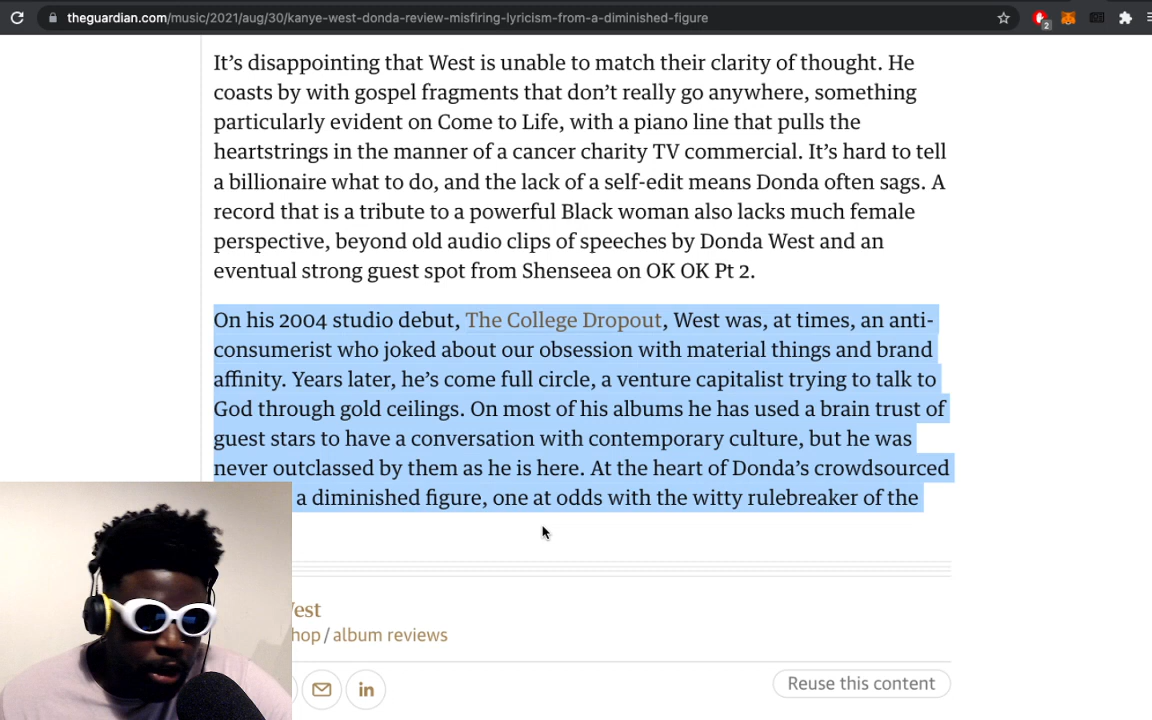 theguardian.com/music/2021/aug/30/kanye-west-donda-review-misfiring-lyricism-from-a-diminished-figure
2
It’s disappointing that West is unable to match their clarity of thought. He
coasts by with gospel fragments that don’t really go anywhere, something
particularly evident on Come to Life, with a piano line that pulls the
heartstrings in the manner of a cancer charity TV commercial. It’s hard to tell
a billionaire what to do, and the lack of a self-edit means Donda often sags. A
record that is a tribute to a powerful Black woman also lacks much female
perspective, beyond old audio clips of speeches by Donda West and an
eventual strong guest spot from Shenseea on OK OK Pt 2.
On his 2004 studio debut, The College Dropout, West was, at times, an anti-
consumerist who joked about our obsession with material things and brand
affinity. Years later, he’s come full circle, a venture capitalist trying to talk to
God through gold ceilings. On most of his albums he has used a brain trust of
guest stars to have a conversation with contemporary culture, but he was
never outclassed by them as he is here. At the heart of Donda’s crowdsourced
a diminished figure, one at odds with the witty rulebreaker of the
est
hop / album reviews
in
Reuse this content